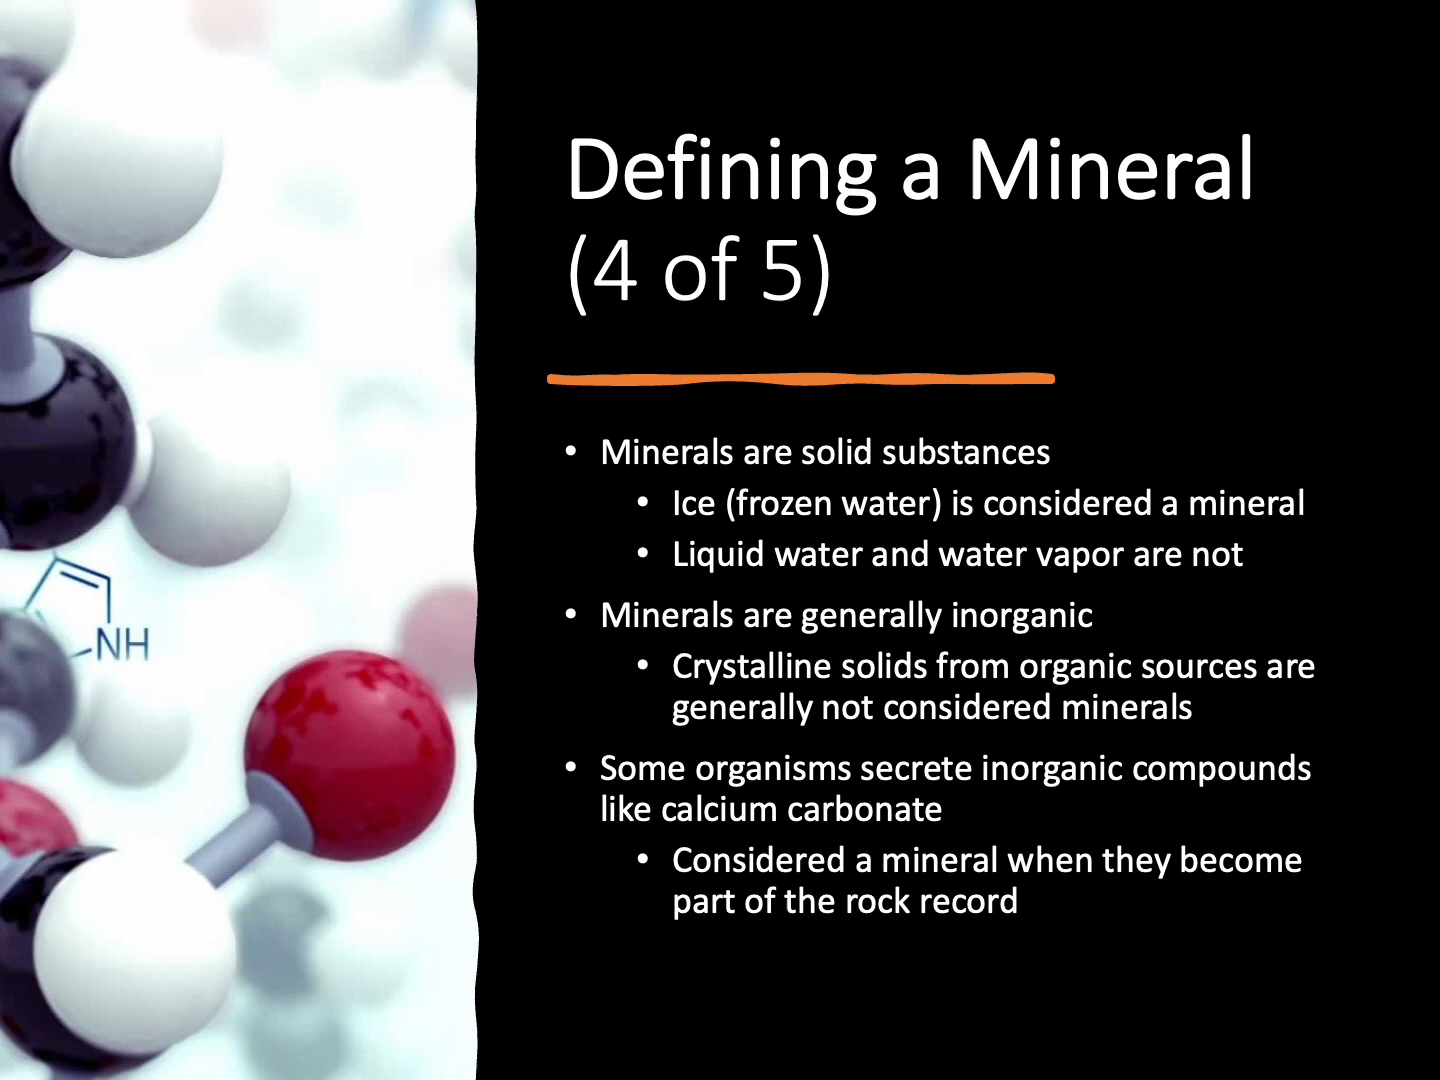 Defining a Mineral
(4 of 5)
• Minerals are solid substances
• Ice (frozen water) is considered a mineral
• Liquid water and water vapor are not
• Minerals are generally inorganic
• Crystalline solids from organic sources are
generally not considered minerals
• Some organisms secrete inorganic compounds
like calcium carbonate
• Considered a mineral when they become
part of the rock record
NH